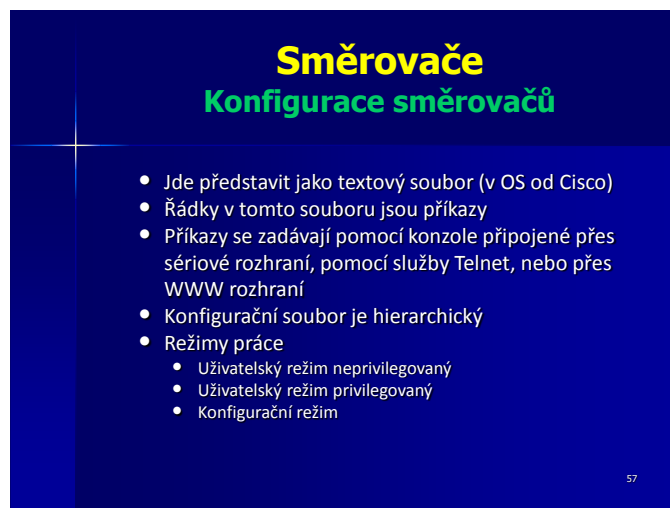 Směrovače
Konfigurace směrovačů
• Jde představit jako textový soubor (v OS od Cisco)
• Řádky v tomto souboru jsou příkazy
• Příkazy se zadávají pomocí konzole připojené přes
sériové rozhraní, pomocí služby Telnet, nebo přes
WWW rozhraní
• Konfigurační soubor je hierarchický
• Režimy práce
• Uživatelský režim neprivilegovaný
• Uživatelský režim privilegovaný
• Konfigurační režim
57